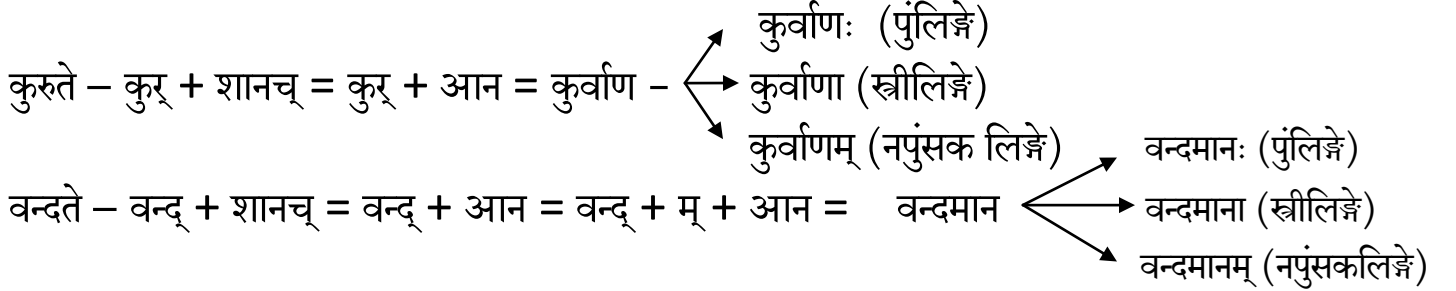 कुर्वाणः (पुंलिङ्गे)
कुरुते – कुर् + शानच् = कुर् + आन = कुर्वाण – कुर्वाणा (स्त्रीलिङ्गे)
कुर्वाणम् (नपुंसक लिङ्गे)
वन्दमानः (पुंलिङ्गे)
वन्दते – वन्द् + शानच् = वन्द् + आन = वन्द् + म् + आन = वन्दमान वन्दमाना (स्त्रीलिङ्गे)
वन्दमानम् (नपुंसकलिङ्गे)